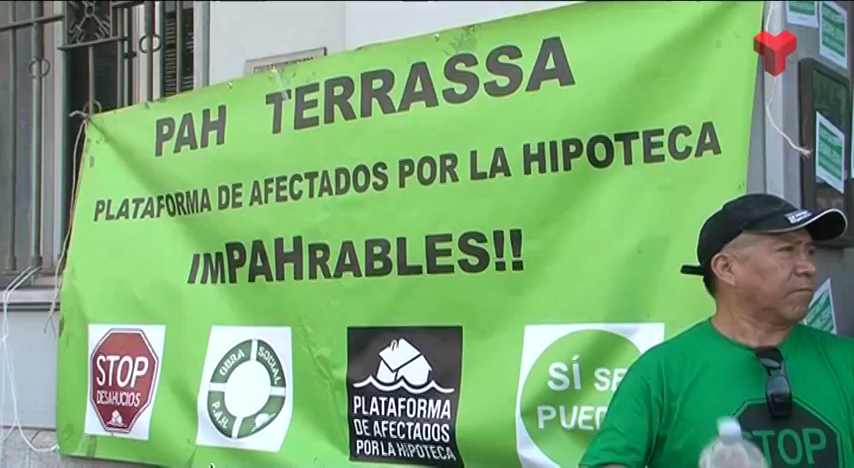 PAH TERRASSA
PLATAFORMA DE AFECTADOS POR LA HIPOTECA
imPAHrABLES!!
STOP
DESAHUCIOS
OBRA SOCIAL
P.A.H.
PLATAFORMA
DE AFECTADOS
POR LA HIPOTECA
SÍ SE
PUEDE
STOP